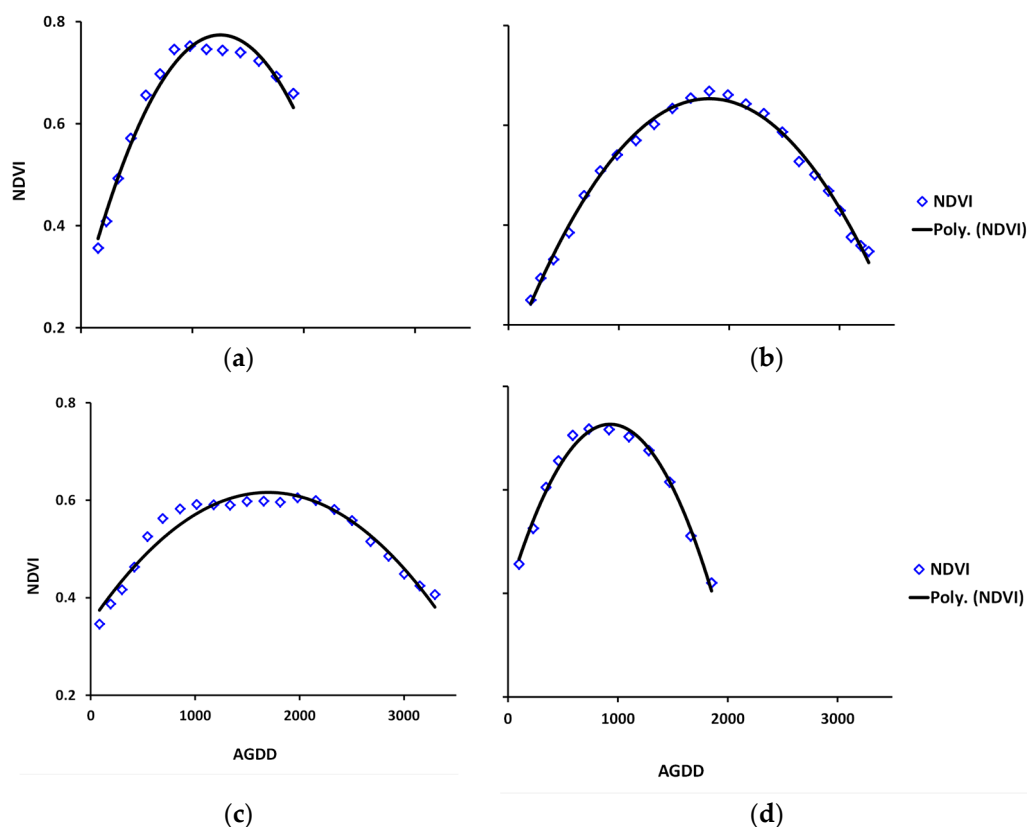 0.8
0.6
0.4
0.2
NDVI
(a)
NDVI
Poly. (NDVI)
(b)
0.8
0.6
0.4
0.2
NDVI
0 1000 2000 3000
AGDD
(c)
NDVI
Poly. (NDVI)
0 1000 2000 3000
AGDD
(d)